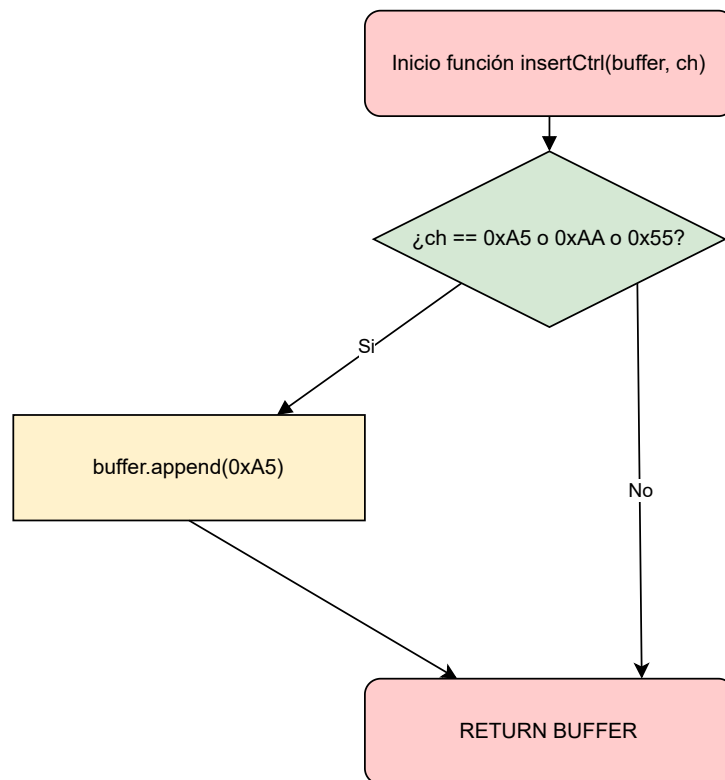 Inicio función insertCtrl(buffer, ch)
¿ch == 0xA5 o 0xAA o 0x55?
Si
buffer.append(0xA5)
No
RETURN BUFFER